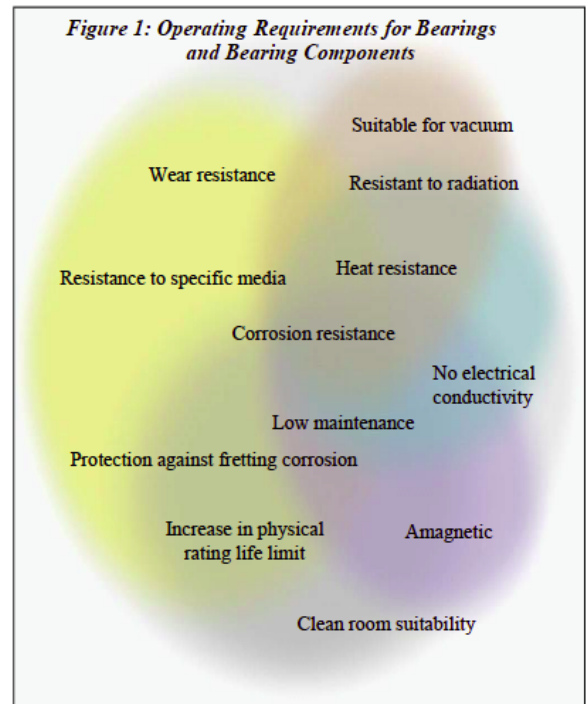 Figure 1: Operating Requirements for Bearings
and Bearing Components
Suitable for vacuum
Wear resistance
Resistant to radiation
Heat resistance
Resistance to specific media
Corrosion resistance
No electrical
conductivity
Low maintenance
Protection against fretting corrosion
Increase in physical
rating life limit
Amagnetic
Clean room suitability